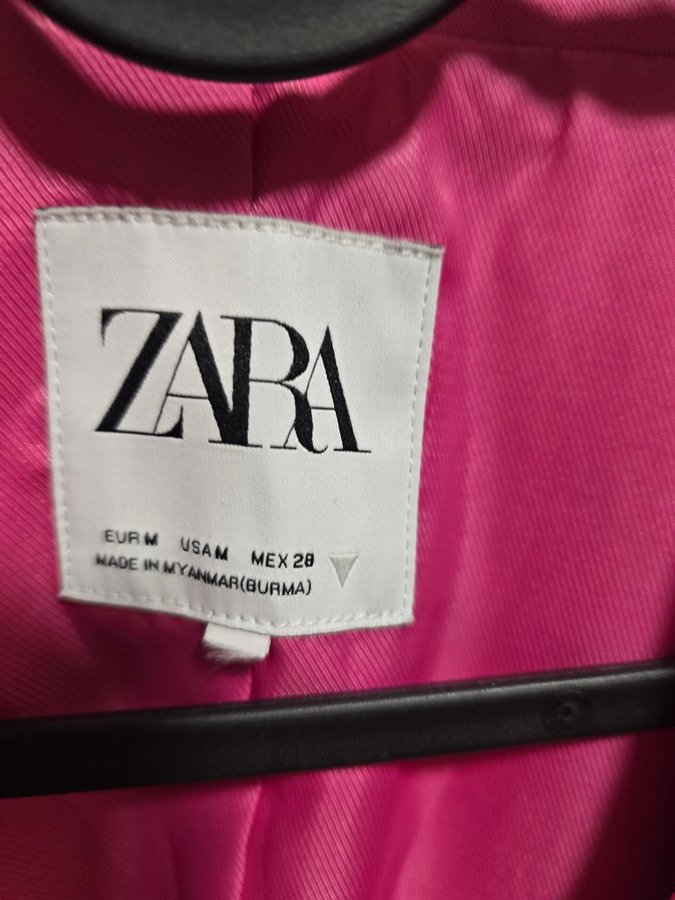 ZARA
EUR M USA M MEX 28
MADE IN MYANMAR(BURMA)